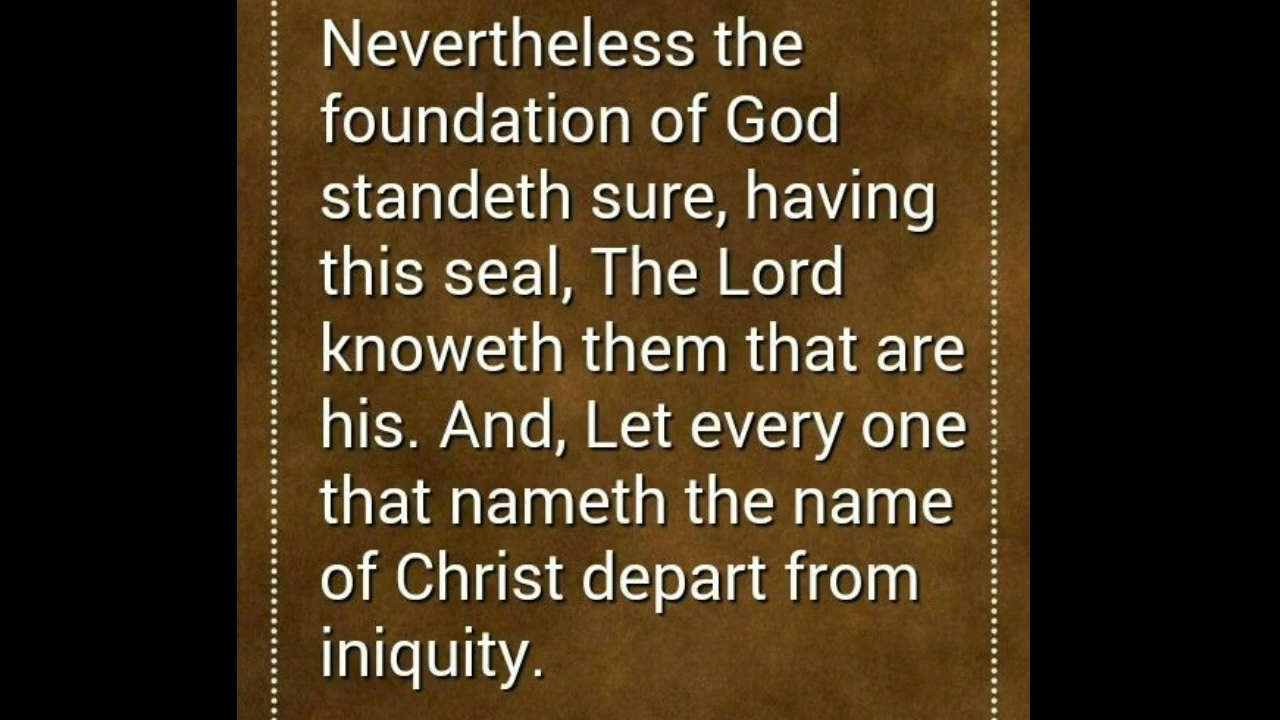 Nevertheless the
foundation of God
standeth sure, having
this seal, The Lord
knoweth them that are
his. And, Let every one
that nameth the name
of Christ depart from
iniquity.